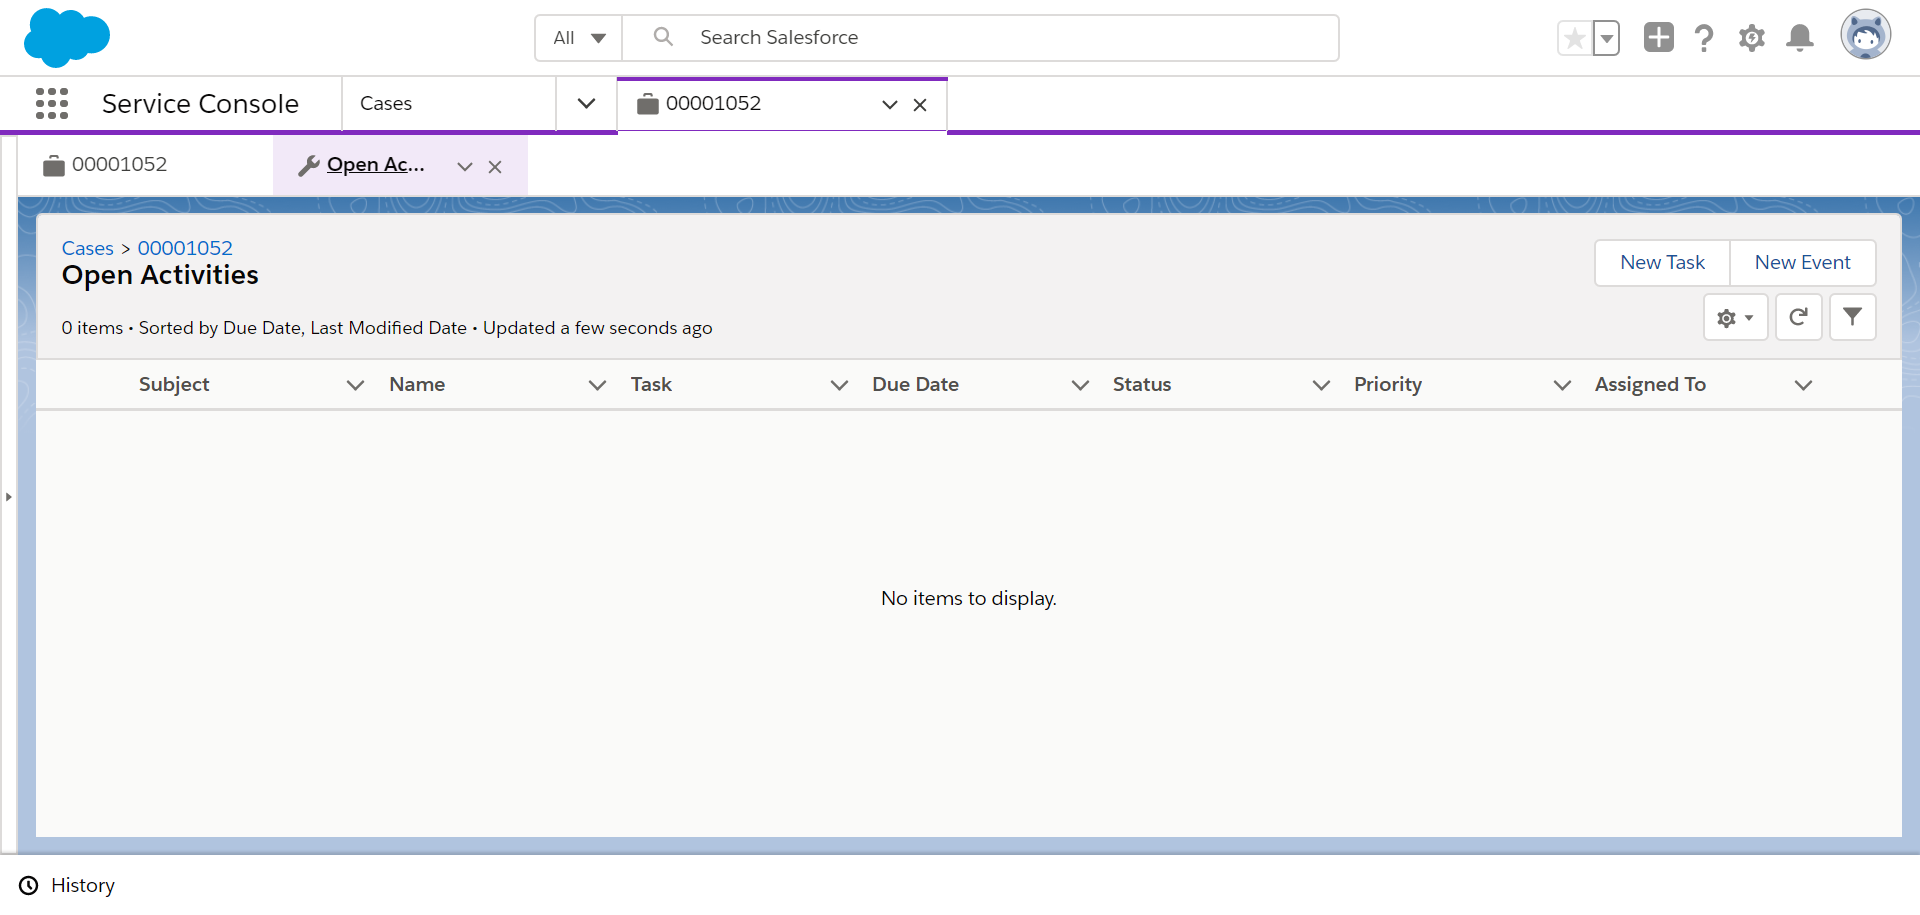 All
Search Salesforce
Service Console
Cases
00001052
00001052
Open Ac...
Cases > 00001052
Open Activities
New Task
New Event
0 items • Sorted by Due Date, Last Modified Date • Updated a few seconds ago
Subject
Name
Task
Due Date
Status
Priority
Assigned To
No items to display.
History